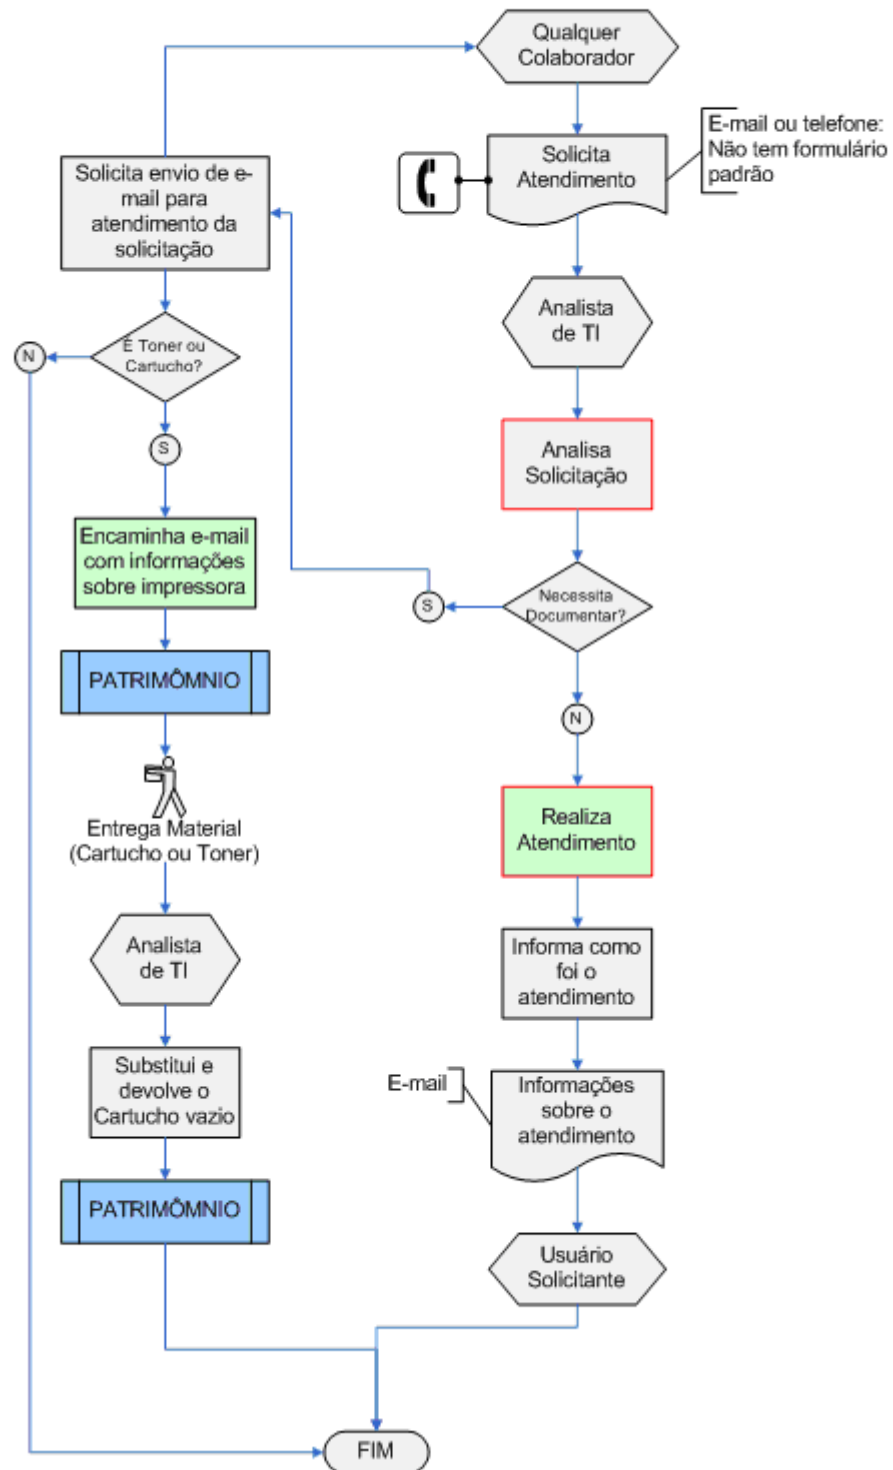 Qualquer
Colaborador
Solicita
Atendimento
E-mail ou telefone:
Não tem formulário
padrão
Analista
de TI
Analisa
Solicitação
Necessita
Documentar?
S
N
Realiza
Atendimento
Informa como
foi o
atendimento
E-mail
Informações
sobre o
atendimento
Usuário
Solicitante
Solicita envio de e-
mail para
atendimento da
solicitação
É Toner ou
Cartucho?
N
S
Encaminha e-mail
com informações
sobre impressora
PATRIMÔMNIO
Entrega Material
(Cartucho ou Toner)
Analista
de TI
Substitui e
devolve o
Cartucho vazio
PATRIMÔMNIO
FIM